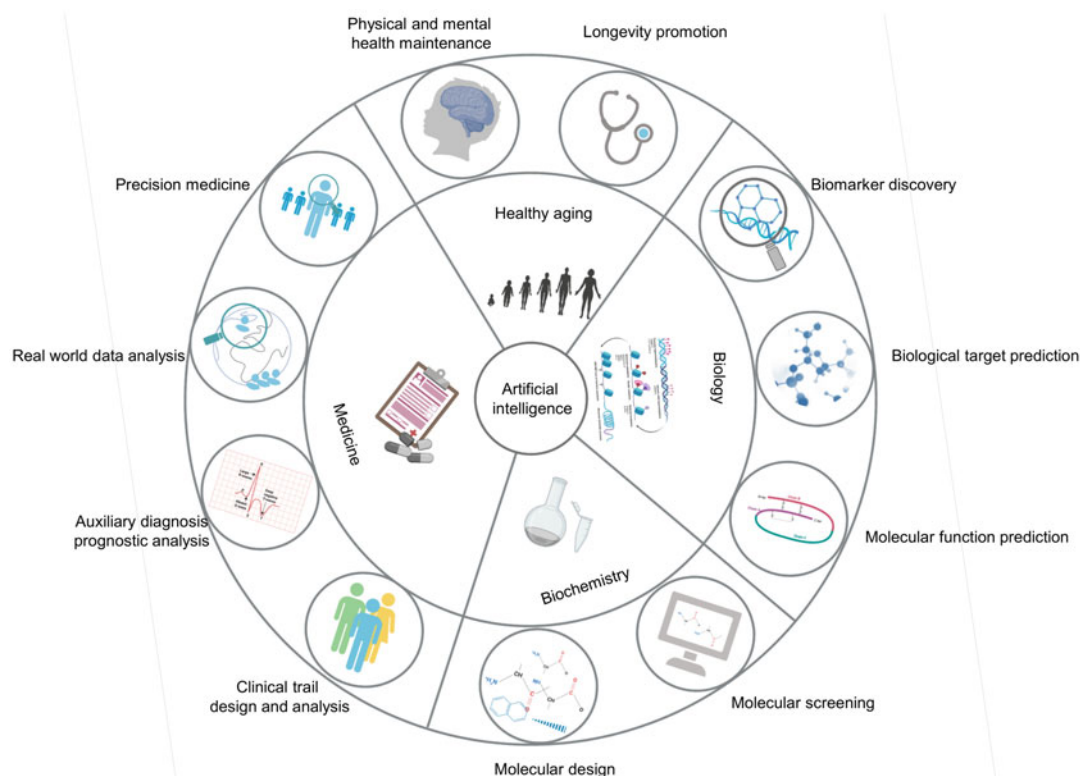 Physical and mental
health maintenance
Longevity promotion
Precision medicine
Biomarker discovery
Healthy aging
Real world data analysis
Biological target prediction
Artificial
intelligence
Biology
Medicine
Auxiliary diagnosis
prognostic analysis
Molecular function prediction
Biochemistry
Clinical trail
design and analysis
Molecular screening
Molecular design